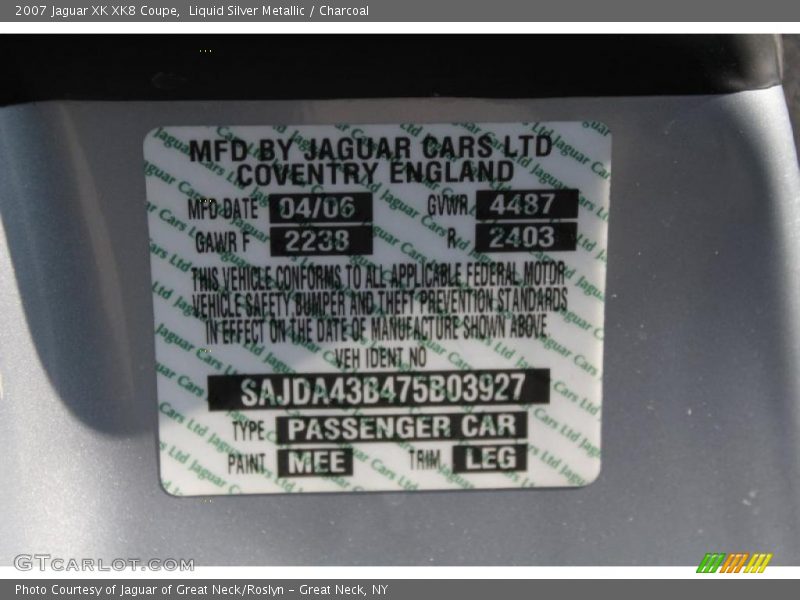 2007 Jaguar XK XK8 Coupe,  Liquid Silver Metallic / Charcoal
MFD BY JAGUAR CARS LTD
COVENTRY ENGLAND
MFD DATE 04/06 GVWR 4487
GAWR F 2238 R 2403
THIS VEHICLE CONFORMS TO ALL APPLICABLE FEDERAL MOTOR
VEHICLE SAFETY BUMPER AND THEFT PREVENTION STANDARDS
IN EFFECT ON THE DATE OF MANUFACTURE SHOWN ABOVE
VEH IDENT NO
SAJDA43B475B03927
TYPE PASSENGER CAR
PAINT MEE TRIM LEG
GTCARLOT.COM
Photo Courtesy of Jaguar of Great Neck/Roslyn – Great Neck, NY